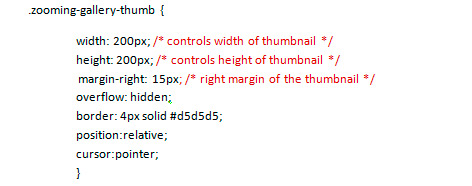 .zooming-gallery-thumb {
width: 200px; /* controls width of thumbnail */
height: 200px; /* controls height of thumbnail */
margin-right: 15px; /* right margin of the thumbnail */
overflow: hidden;
border: 4px solid #d5d5d5;
position:relative;
cursor:pointer;
}